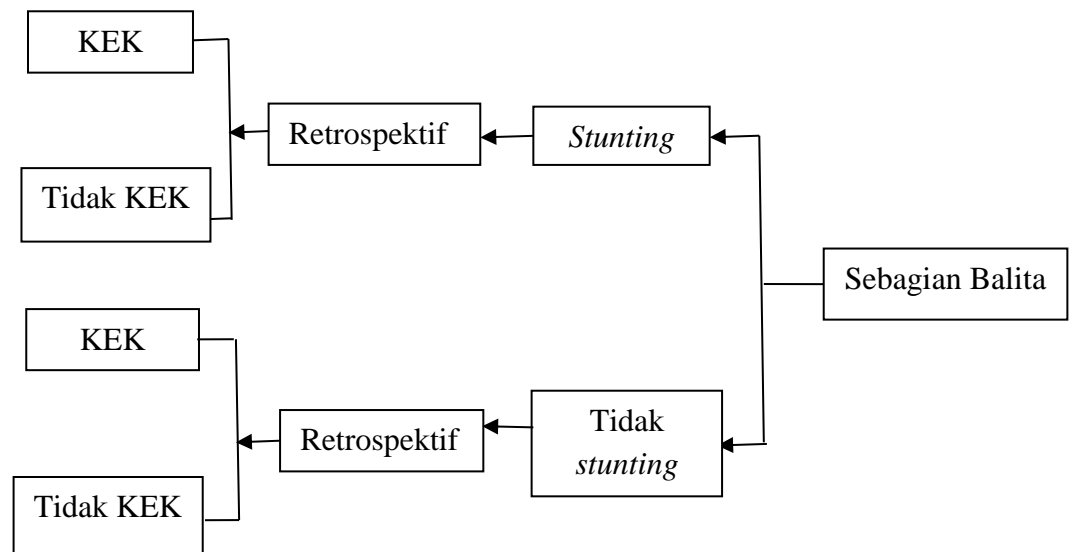 KEK
Retrospektif
Stunting
Tidak KEK
Sebagian Balita
KEK
Retrospektif
Tidak
stunting
Tidak KEK